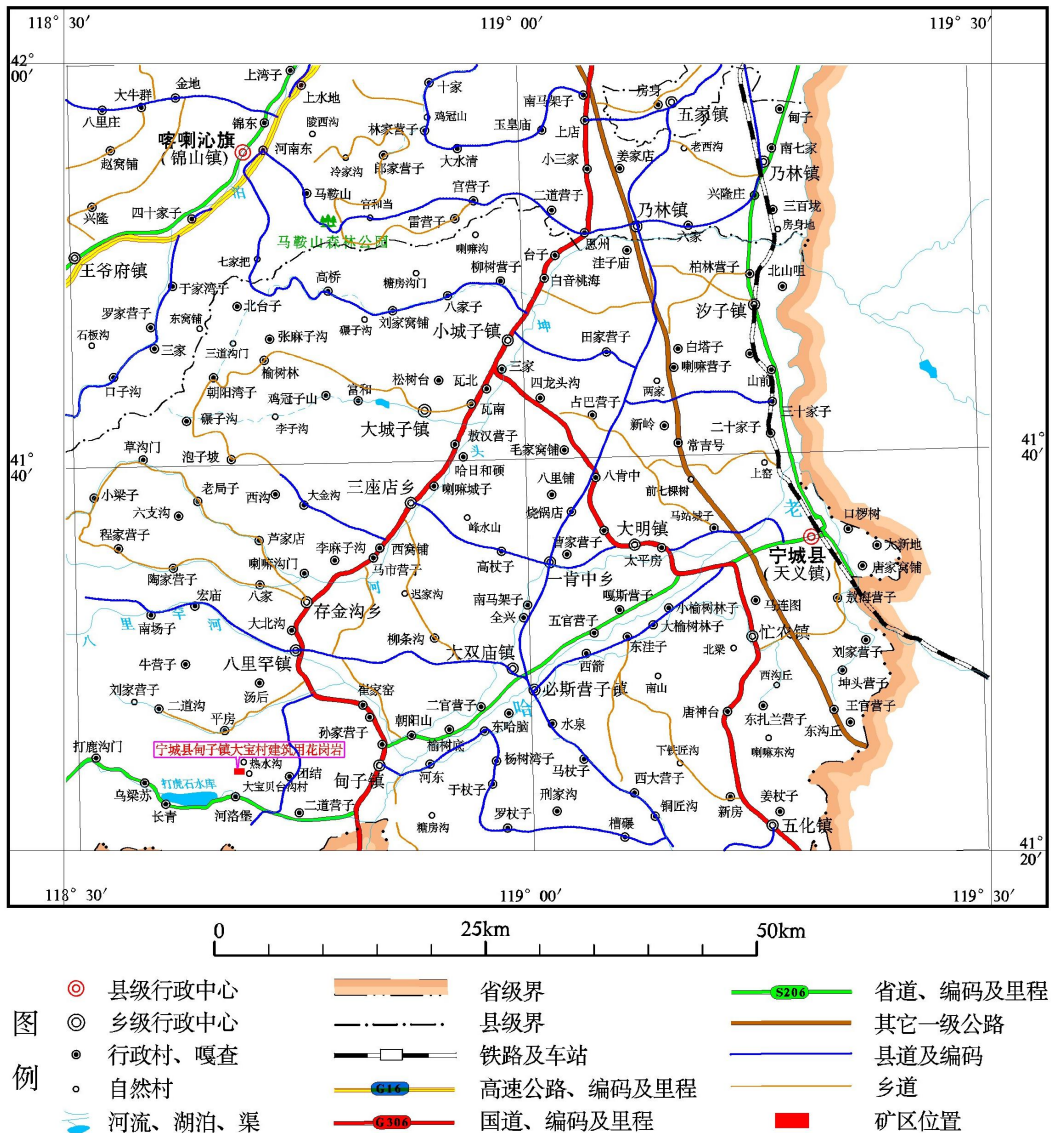 118° 30′
119° 00′
119° 30′
42°
00′
42°
00′
上湾子
金地
大牛群
八里庄
上水地
十家
南马架子
房身
五家镇
甸子
锦东
陵西沟
鸡冠山
林家营子
玉皇庙
上店
喀喇沁旗
(锦山镇)
河南东
赵窝铺
冷家沟
郎家营子
大水清
小三家
姜家店
老西沟
南七家
乃林镇
泊
马鞍山
宫营子
二道营子
兴隆庄
兴隆
四十家子
官和当
雷营子
乃林镇
三百垅
房身地
六家
马鞍山森林公园
喇嘛沟
恩州
台子
洼子庙
王爷府镇
七家把
柳树营子
白音桃海
柏林营子
北山咀
于家湾子
高桥
糖房沟门
八家子
汐子镇
北台子
罗家营子
东窝铺
刘家窝铺
坤
石板沟
张麻子沟
碾子沟
小城子镇
田家营子
三道沟门
三家
白塔子
口子沟
榆树林
三家
喇嘛营子
山前
朝阳湾子
鸡冠子山
富和
松树台
瓦北
四龙头沟
两家
三十家子
碾子沟
李子沟
大城子镇
瓦南
占巴营子
新岭
二十家子
草沟门
敖汉营子
头
毛家窝铺
常吉号
41°
40′
泡子坡
哈日和硕
上窑
41°
40′
小梁子
老局子
西沟
大金沟
三座店乡
喇嘛城子
八里铺
八肯中
前七棵树
六支沟
烧锅店
马站城子
老
口椤树
程家营子
芦家店
峰水山
大明镇
宁城县
(天义镇)
大新地
李麻子沟
西窝铺
曹家营子
太平房
喇嘛沟门
马市营子
高杖子
一肯中乡
唐家窝铺
陶家营子
八家
河
迟家沟
嘎斯营子
敖海营子
宏庙
存金沟乡
南马架子
小榆树林子
马连图
八
里
罕
河
南场子
大北沟
全兴
五官营子
大榆树林子
忙农镇
柳条沟
八里罕镇
大双庙镇
西箭
东洼子
北梁
刘家营子
牛营子
汤后
必斯营子镇
南山
西沟丘
坤头营子
刘家营子
二道沟
崔家窑
二官营子
哈
唐神台
东扎兰营子
王官营子
平房
孙家营子
朝阳山
东哈脑
水泉
东沟丘
打鹿沟门
宁城县甸子镇大宝村建筑用花岗岩
榆树底
下铁匠沟
喇嘛东沟
热水沟
团结
甸子镇
河东
杨树湾子
马杖子
西大营子
乌梁苏
打虎石水库
大宝贝台沟村
于杖子
刑家沟
铜匠沟
新房
姜杖子
长青
河洛堡
二道营子
糖房沟
罗杖子
槽碾
五化镇
41°
20′
118° 30′
119° 00′
119° 30′
0
25km
50km
图
例
县级行政中心
省级界
S206
省道、编码及里程
乡级行政中心
县级界
其它一级公路
行政村、嘎查
铁路及车站
县道及编码
自然村
G16
高速公路、编码及里程
乡道
河流、湖泊、渠
G306
国道、编码及里程
矿区位置